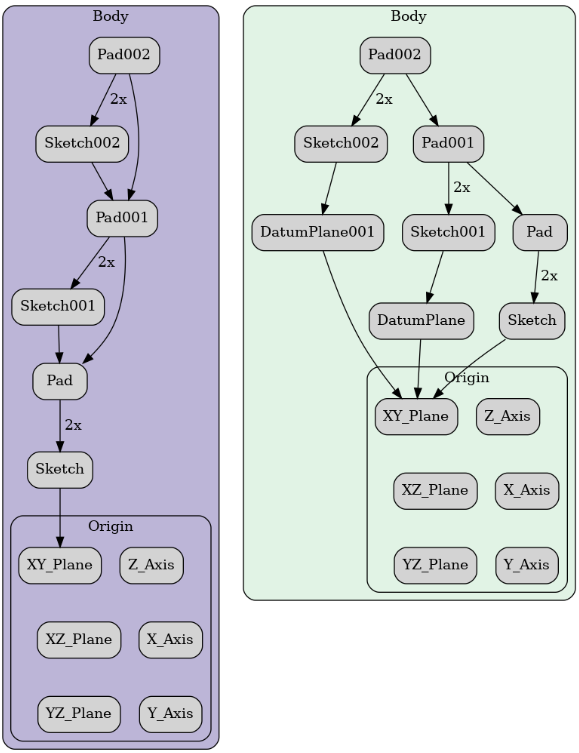 Body
Pad002
2x
Sketch002
Pad001
2x
Sketch001
Pad
2x
Sketch
Origin
XY_Plane
Z_Axis
XZ_Plane
X_Axis
YZ_Plane
Y_Axis
Body
Pad002
2x
Sketch002
Pad001
2x
DatumPlane001
Sketch001
Pad
2x
DatumPlane
Sketch
Origin
XY_Plane
Z_Axis
XZ_Plane
X_Axis
YZ_Plane
Y_Axis